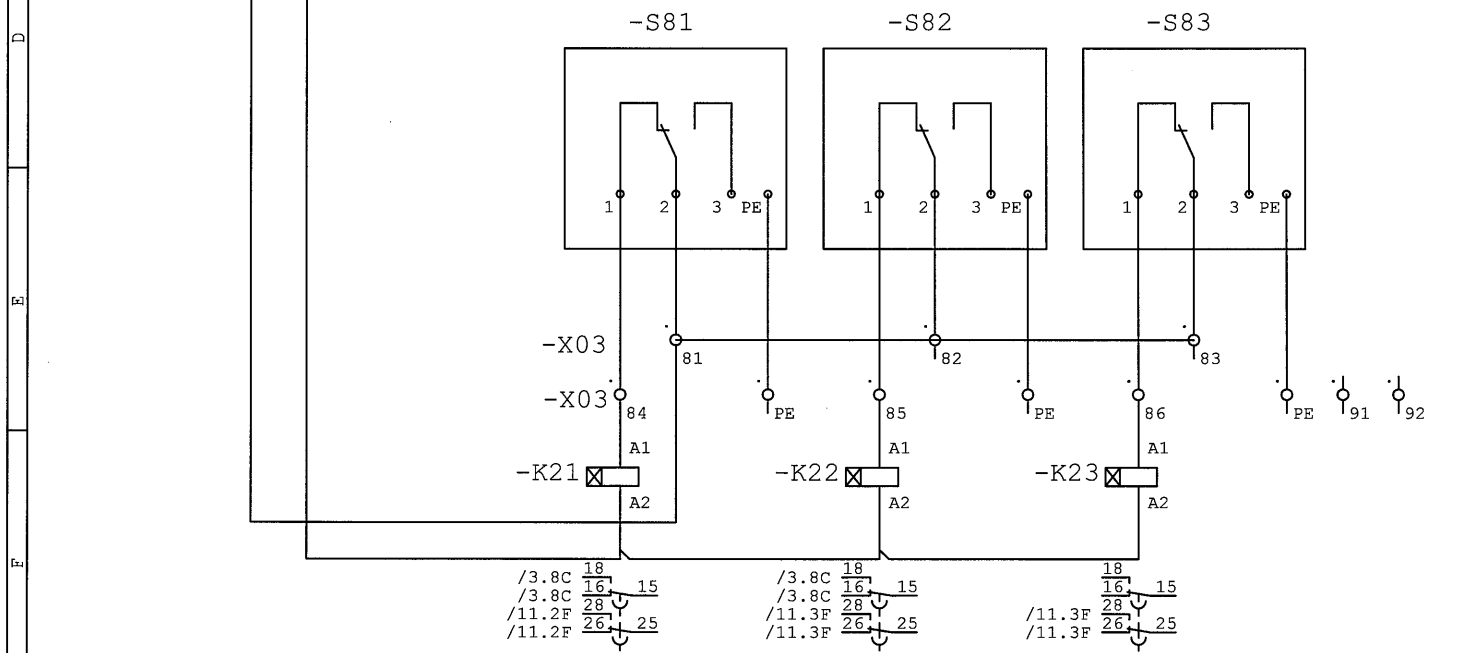 D
-S81 -S82 -S83
1 2 3 PE 1 2 3 PE 1 2 3 PE
E
-X03 81 82 83
-X03 84 PE 85 PE 86 PE 91 92
A1 A1 A1
-K21 -K22 -K23
A2 A2 A2
F
18 18 18
/3.8C 16 15 /3.8C 16 15 16 15
/3.8C 28 /3.8C 28 28
/11.2F 26 25 /11.3F 26 25 /11.3F 26 25
/11.2F /11.3F /11.3F